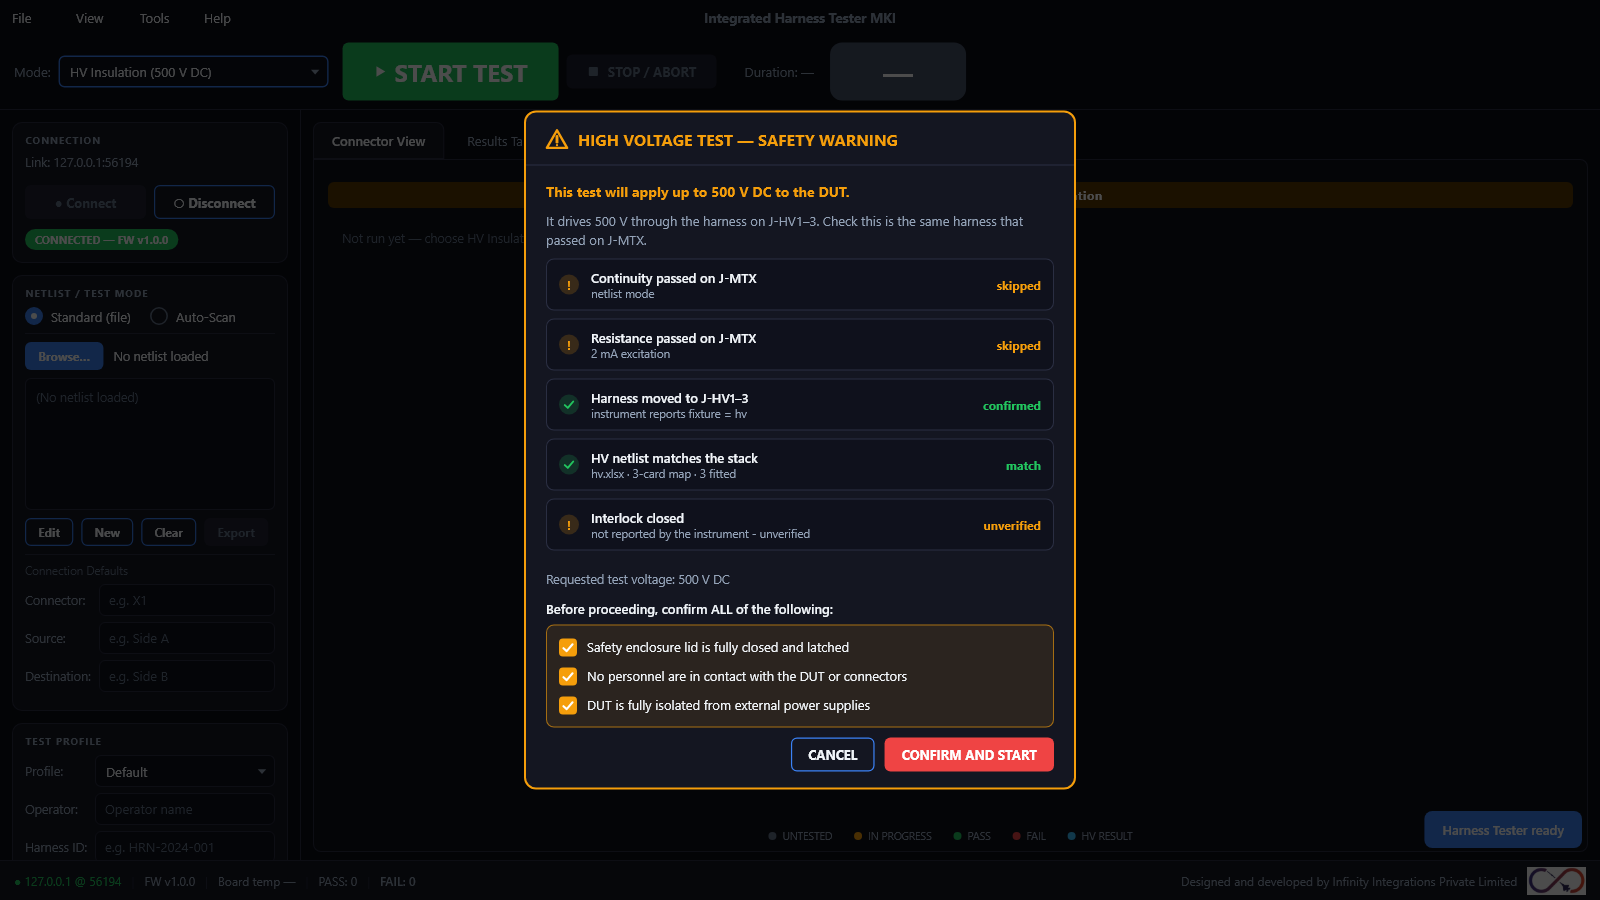 File View Tools Help
Integrated Harness Tester MKI
Mode: HV Insulation (500 V DC)
START TEST
STOP / ABORT
Duration: —
—
CONNECTION
Link: 127.0.0.1:56194
Connect
Disconnect
CONNECTED — FW v1.0.0
NETLIST / TEST MODE
Standard (file) Auto-Scan
Browse... No netlist loaded
(No netlist loaded)
Edit New Clear Export
Connection Defaults
Connector: e.g. X1
Source: e.g. Side A
Destination: e.g. Side B
TEST PROFILE
Profile: Default
Operator: Operator name
Harness ID: e.g. HRN-2024-001
Connector View
Results Ta
tion
Not run yet — choose HV Insulat
HIGH VOLTAGE TEST — SAFETY WARNING
This test will apply up to 500 V DC to the DUT.
It drives 500 V through the harness on J-HV1–3. Check this is the same harness that
passed on J-MTX.
Continuity passed on J-MTX
netlist mode
skipped
Resistance passed on J-MTX
2 mA excitation
skipped
Harness moved to J-HV1–3
instrument reports fixture = hv
confirmed
HV netlist matches the stack
hv.xlsx · 3-card map · 3 fitted
match
Interlock closed
not reported by the instrument - unverified
unverified
Requested test voltage: 500 V DC
Before proceeding, confirm ALL of the following:
Safety enclosure lid is fully closed and latched
No personnel are in contact with the DUT or connectors
DUT is fully isolated from external power supplies
CANCEL
CONFIRM AND START
UNTESTED IN PROGRESS PASS FAIL HV RESULT
Harness Tester ready
127.0.0.1 @ 56194 FW v1.0.0 Board temp — PASS: 0 FAIL: 0
Designed and developed by Infinity Integrations Private Limited